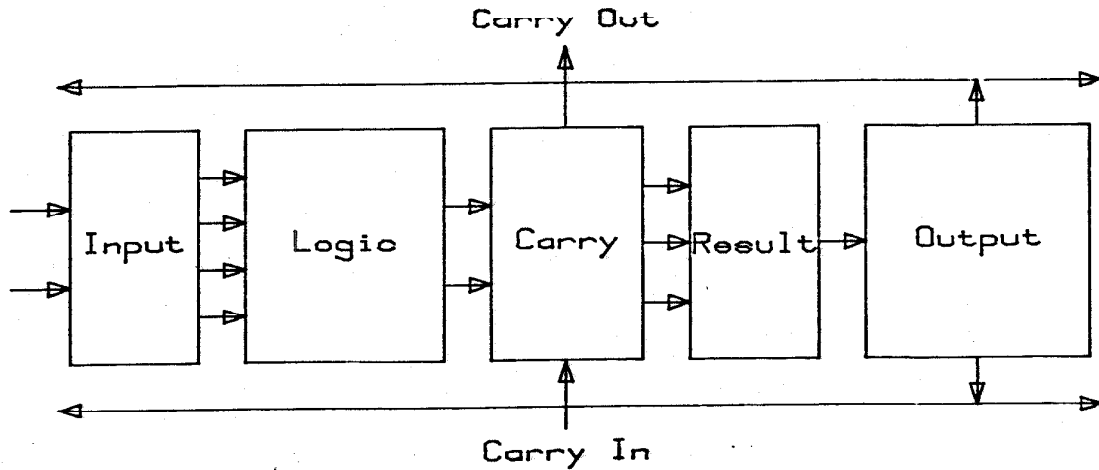 Carry Out
Input
Logic
Carry
Result
Output
Carry In